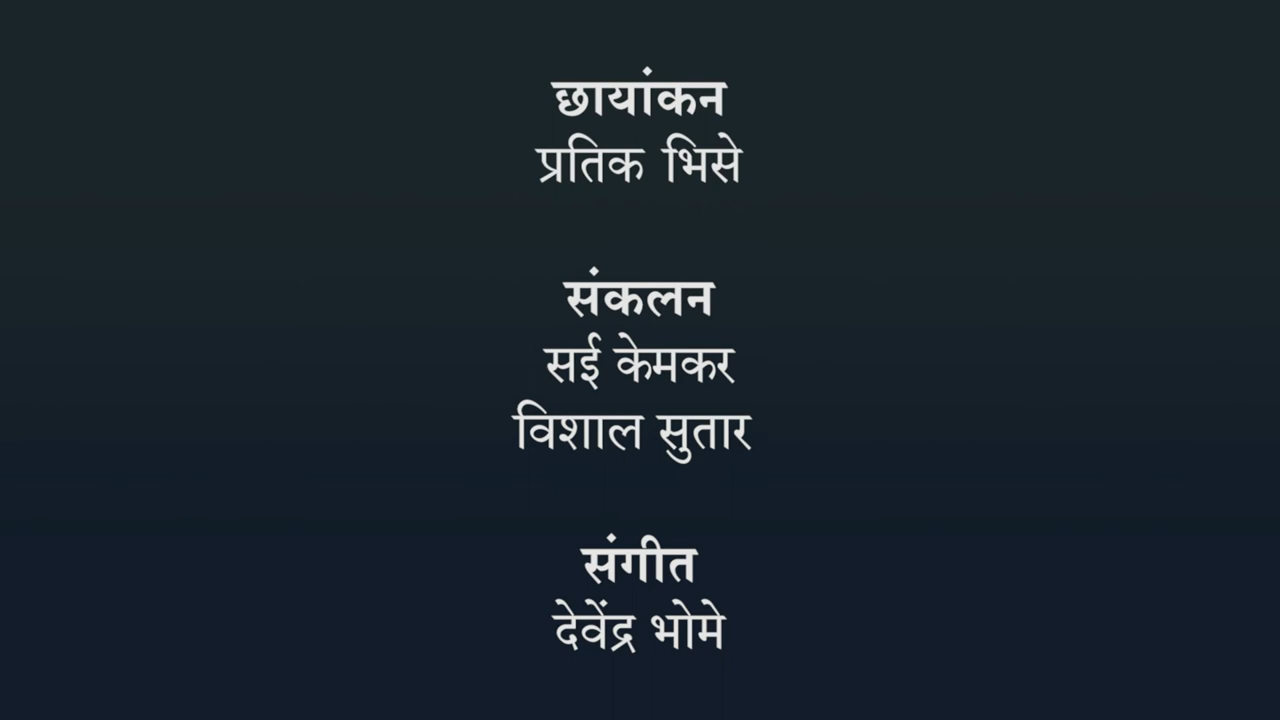 छायांकन
प्रतिक भिसे
संकलन
सई केमकर
विशाल सुतार
संगीत
देवेंद्र भोमे